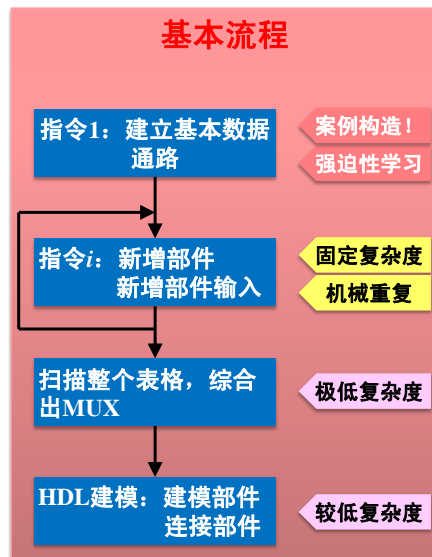 基本流程
指令1：建立基本数据
通路
案例构造！
强迫性学习
指令i：新增部件
新增部件输入
固定复杂度
机械重复
扫描整个表格，综合
出MUX
极低复杂度
HDL建模：建模部件
连接部件
较低复杂度